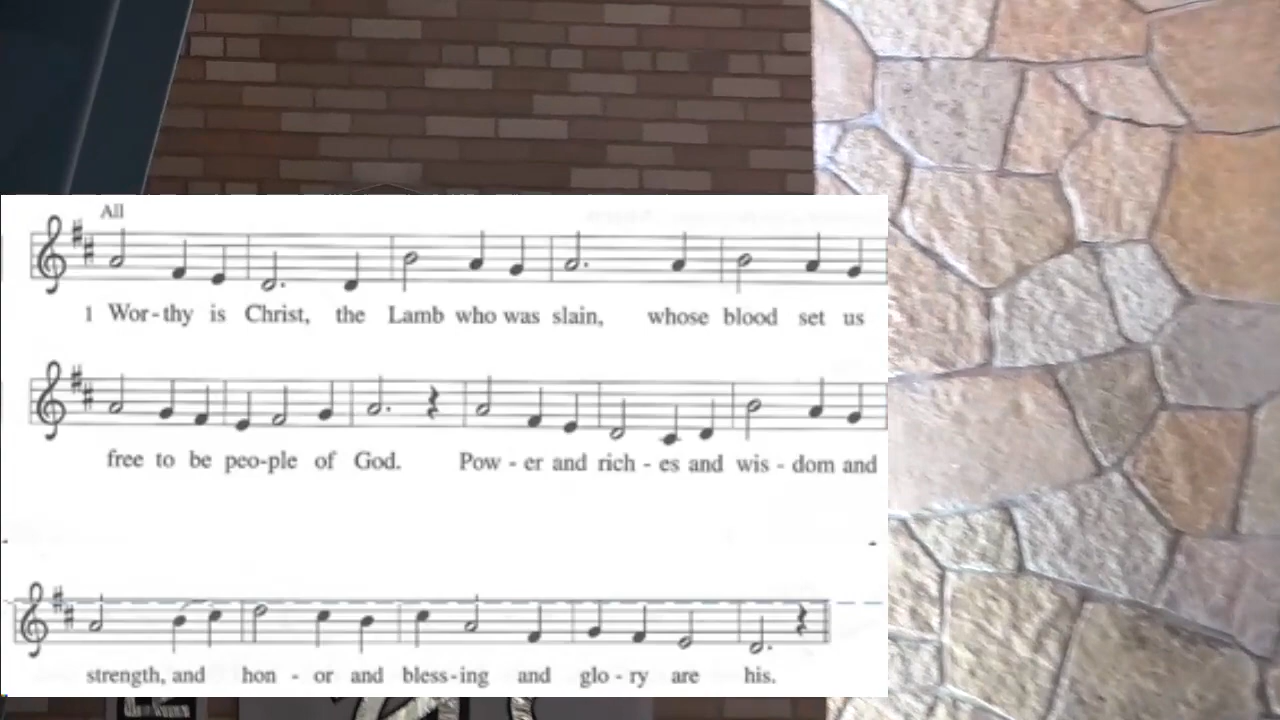 All
1 Wor-thy is Christ, the Lamb who was slain, whose blood set us
free to be peo-ple of God. Pow - er and rich - es and wis - dom and
strength, and hon - or and bless-ing and glo - ry are his.